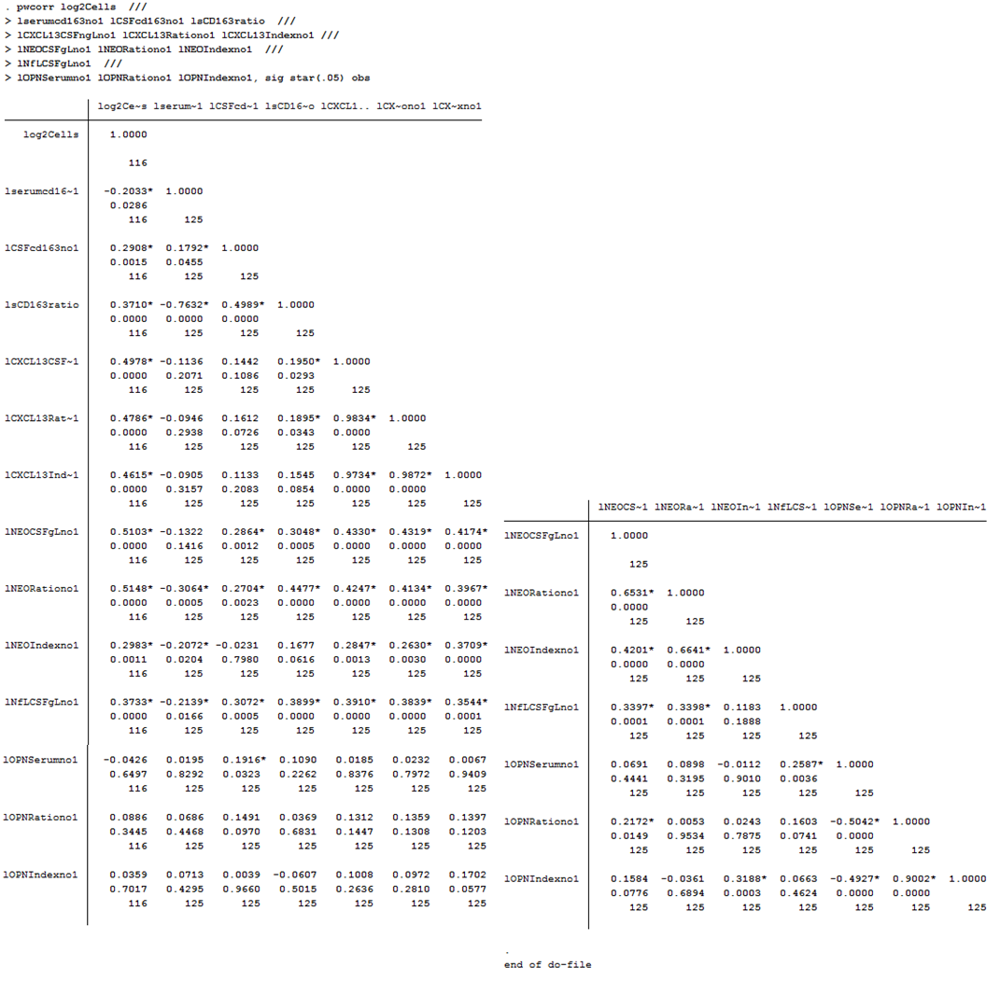 . pwcorr log2Cells ///
> lserumcd163no1 lCSFcd163no1 lsCD163ratio ///
> lCXCL13CSFngLno1 lCXCL13Rationo1 lCXCL13Indexno1 ///
> lNEOCSFgLno1 lNEORationo1 lNEOIndexno1 ///
> lNfLCSFgLno1 ///
> lOPNSerumno1 lOPNRationo1 lOPNIndexno1, sig star(.05) obs
log2Ce~s lserum~1 lCSFcd~1 lsCD16~o lCXCL1.. lCX~ono1 lCX~xno1
log2Cells 1.0000
116
lserumcd16~1 -0.2033* 1.0000
0.0286
116 125
lCSFcd163no1 0.2908* 0.1792* 1.0000
0.0015 0.0455
116 125 125
lsCD163ratio 0.3710* -0.7632* 0.4989* 1.0000
0.0000 0.0000 0.0000
116 125 125 125
lCXCL13CSF~1 0.4978* -0.1136 0.1442 0.1950* 1.0000
0.0000 0.2071 0.1086 0.0293
116 125 125 125 125
lCXCL13Rat~1 0.4786* -0.0946 0.1612 0.1895* 0.9834* 1.0000
0.0000 0.2938 0.0726 0.0343 0.0000
116 125 125 125 125 125
lCXCL13Ind~1 0.4615* -0.0905 0.1133 0.1545 0.9734* 0.9872* 1.0000
0.0000 0.3157 0.2083 0.0854 0.0000 0.0000
116 125 125 125 125 125 125
lNEOCSFgLno1 0.5103* -0.1322 0.2864* 0.3048* 0.4330* 0.4319* 0.4174*
0.0000 0.1416 0.0012 0.0005 0.0000 0.0000 0.0000
116 125 125 125 125 125 125
lNEORationo1 0.5148* -0.3064* 0.2704* 0.4477* 0.4247* 0.4134* 0.3967*
0.0000 0.0005 0.0023 0.0000 0.0000 0.0000 0.0000
116 125 125 125 125 125 125
lNEOIndexno1 0.2983* -0.2072* -0.0231 0.1677 0.2847* 0.2630* 0.3709*
0.0011 0.0204 0.7980 0.0616 0.0013 0.0030 0.0000
116 125 125 125 125 125 125
lNfLCSFgLno1 0.3733* -0.2139* 0.3072* 0.3899* 0.3910* 0.3839* 0.3544*
0.0000 0.0166 0.0005 0.0000 0.0000 0.0000 0.0001
116 125 125 125 125 125 125
lOPNSerumno1 -0.0426 0.0195 0.1916* 0.1090 0.0185 0.0232 0.0067
0.6497 0.8292 0.0323 0.2262 0.8376 0.7972 0.9409
116 125 125 125 125 125 125
lOPNRationo1 0.0886 0.0686 0.1491 0.0369 0.1312 0.1359 0.1397
0.3445 0.4468 0.0970 0.6831 0.1447 0.1308 0.1203
116 125 125 125 125 125 125
lOPNIndexno1 0.0359 0.0713 0.0039 -0.0607 0.1008 0.0972 0.1702
0.7017 0.4295 0.9660 0.5015 0.2636 0.2810 0.0577
116 125 125 125 125 125 125
lNEOCS~1 lNEORa~1 lNEOIn~1 lNfLCS~1 lOPNSe~1 lOPNRa~1 lOPNIn~1
lNEOCSFgLno1 1.0000
125
lNEORationo1 0.6531* 1.0000
0.0000
125 125
lNEOIndexno1 0.4201* 0.6641* 1.0000
0.0000 0.0000
125 125 125
lNfLCSFgLno1 0.3397* 0.3398* 0.1183 1.0000
0.0001 0.0001 0.1888
125 125 125 125
lOPNSerumno1 0.0691 0.0898 -0.0112 0.2587* 1.0000
0.4441 0.3195 0.9010 0.0036
125 125 125 125 125
lOPNRationo1 0.2172* 0.0053 0.0243 0.1603 -0.5042* 1.0000
0.0149 0.9534 0.7875 0.0741 0.0000
125 125 125 125 125 125
lOPNIndexno1 0.1584 -0.0361 0.3188* 0.0663 -0.4927* 0.9002* 1.0000
0.0776 0.6894 0.0003 0.4624 0.0000 0.0000
125 125 125 125 125 125 125
.
end of do-file